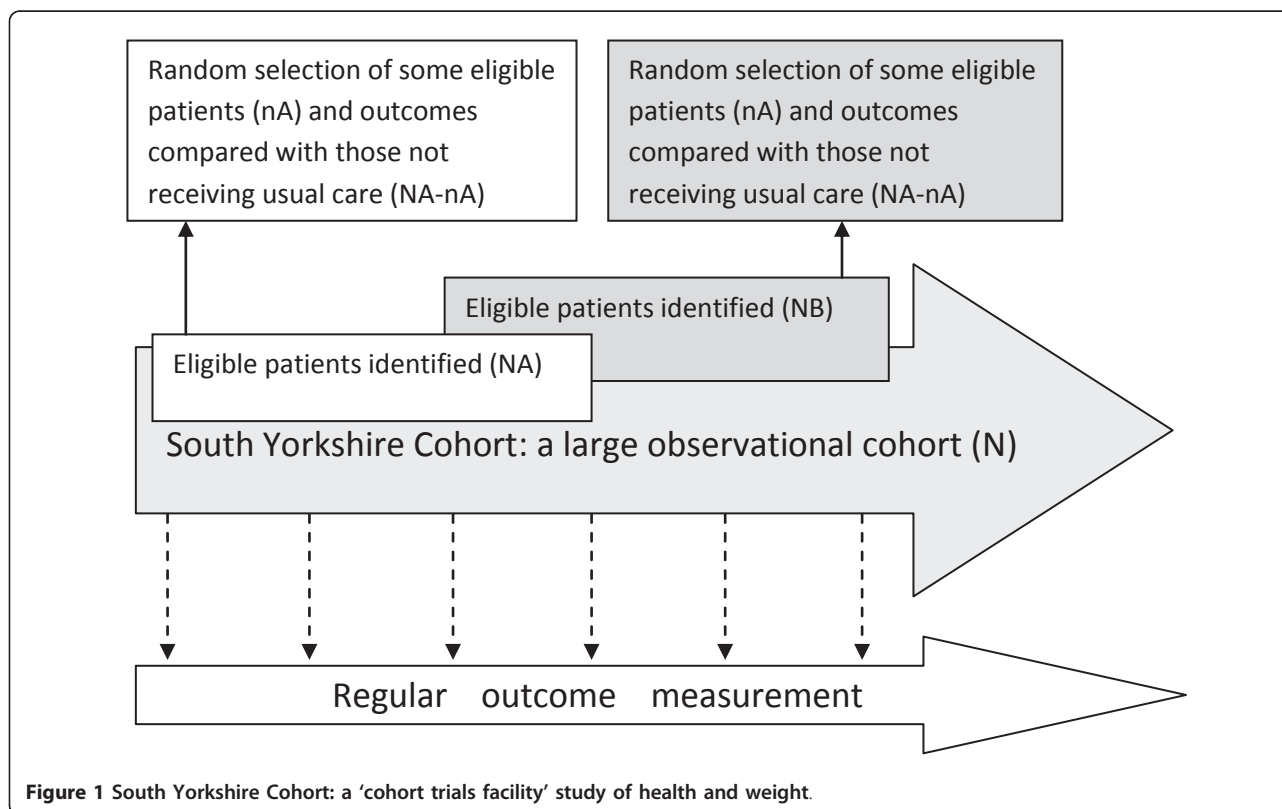 Random selection of some eligible
patients (nA) and outcomes
compared with those not
receiving usual care (NA-nA)
Random selection of some eligible
patients (nA) and outcomes
compared with those not
receiving usual care (NA-nA)
Eligible patients identified (NB)
Eligible patients identified (NA)
South Yorkshire Cohort: a large observational cohort (N)
Regular outcome measurement
Figure 1 South Yorkshire Cohort: a ‘cohort trials facility’ study of health and weight.